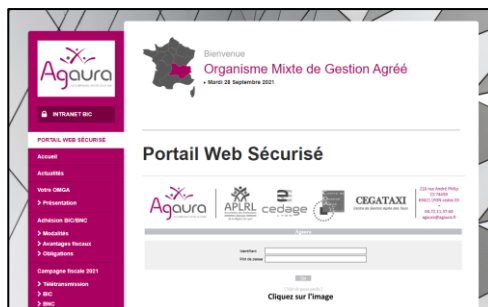 Agaura
INTRANET BIC
PORTAIL WEB SÉCURISÉ
Accueil
Actualités
Votre OMGA
> Présentation
Adhésion BIC/BNC
> Modalités
> Avantages fiscaux
> Obligations
Campagne fiscale 2021
> Télétransmission
> BIC
> BNC
Bienvenue
Organisme Mixte de Gestion Agréé
• Mardi 28 Septembre 2021
Portail Web Sécurisé
Agaura
APLRL
cedage
CEGATAXI
Agaura
Identifiant
Mot de passe
Cliquez sur l'image